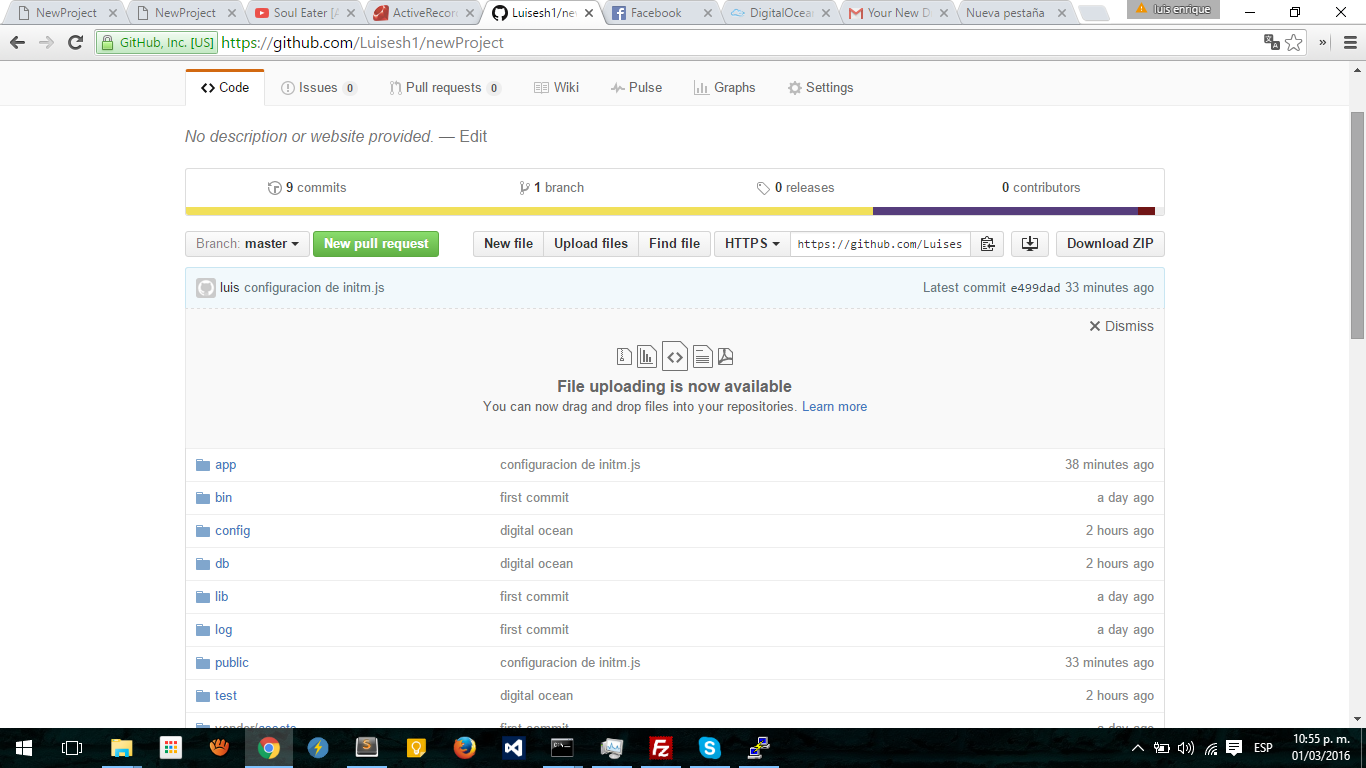 NewProject
NewProject
Soul Eater [A
ActiveRecor
Luisesh1/ne
Facebook
DigitalOcea
Your New D
Nueva pestaña
luis enrique
GitHub, Inc. [US] https://github.com/Luisesh1/newProject
Code Issues 0 Pull requests 0 Wiki Pulse Graphs Settings
No description or website provided. — Edit
9 commits 1 branch 0 releases 0 contributors
Branch: master New pull request New file Upload files Find file HTTPS https://github.com/Luises Download ZIP
luis configuracion de initm.js Latest commit e499dad 33 minutes ago
Dismiss
File uploading is now available
You can now drag and drop files into your repositories. Learn more
app configuracion de initm.js 38 minutes ago
bin first commit a day ago
config digital ocean 2 hours ago
db digital ocean 2 hours ago
lib first commit a day ago
log first commit a day ago
public configuracion de initm.js 33 minutes ago
test digital ocean 2 hours ago
vendor/assets first commit a day ago
ESP
10:55 p. m.
01/03/2016